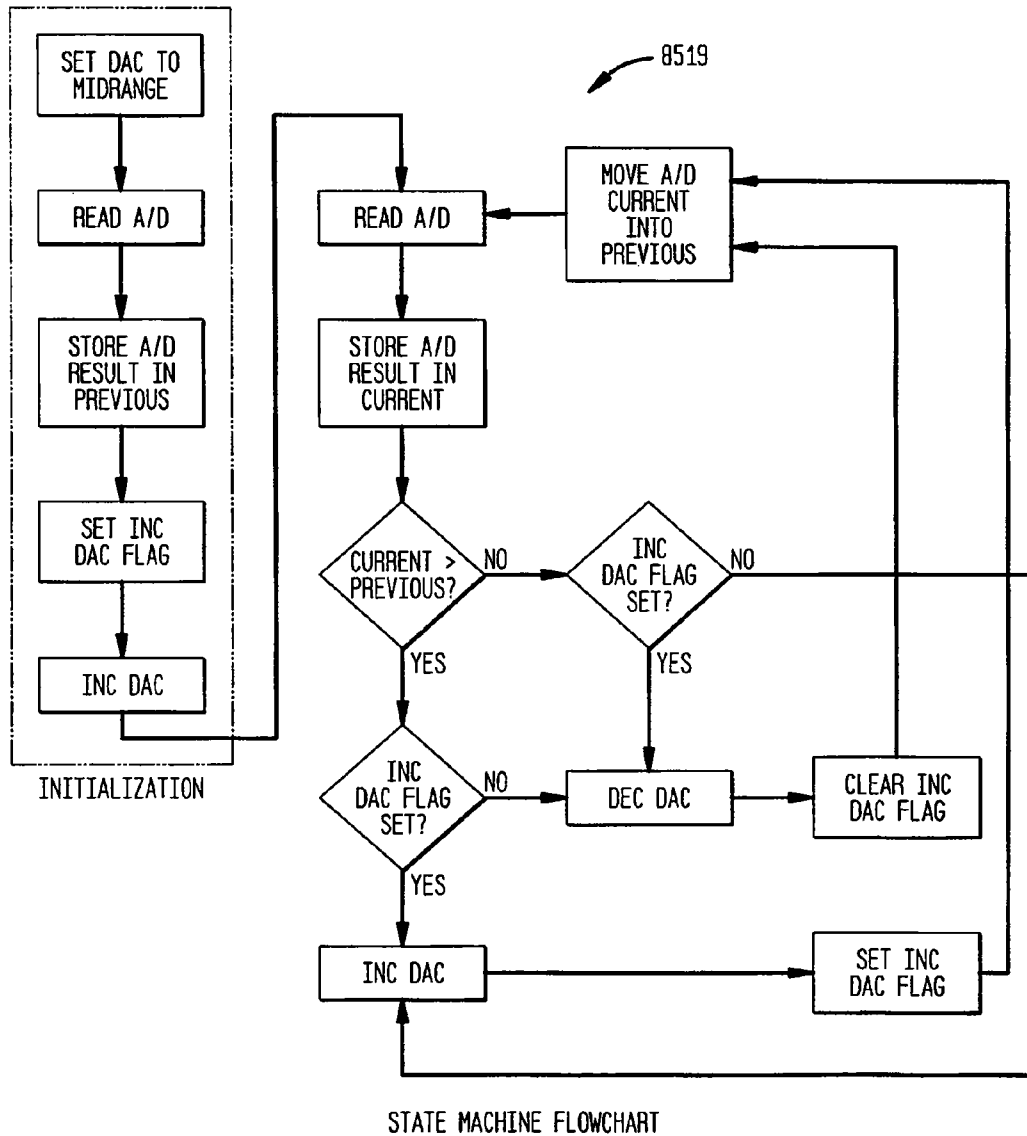 SET DAC TO
MIDRANGE
READ A/D
STORE A/D
RESULT IN
PREVIOUS
SET INC
DAC FLAG
INC DAC
INITIALIZATION
8519
READ A/D
MOVE A/D
CURRENT
INTO
PREVIOUS
STORE A/D
RESULT IN
CURRENT
CURRENT >
PREVIOUS?
NO
YES
INC
DAC FLAG
SET?
NO
YES
INC
DAC FLAG
SET?
NO
YES
DEC DAC
CLEAR INC
DAC FLAG
INC DAC
SET INC
DAC FLAG
STATE MACHINE FLOWCHART